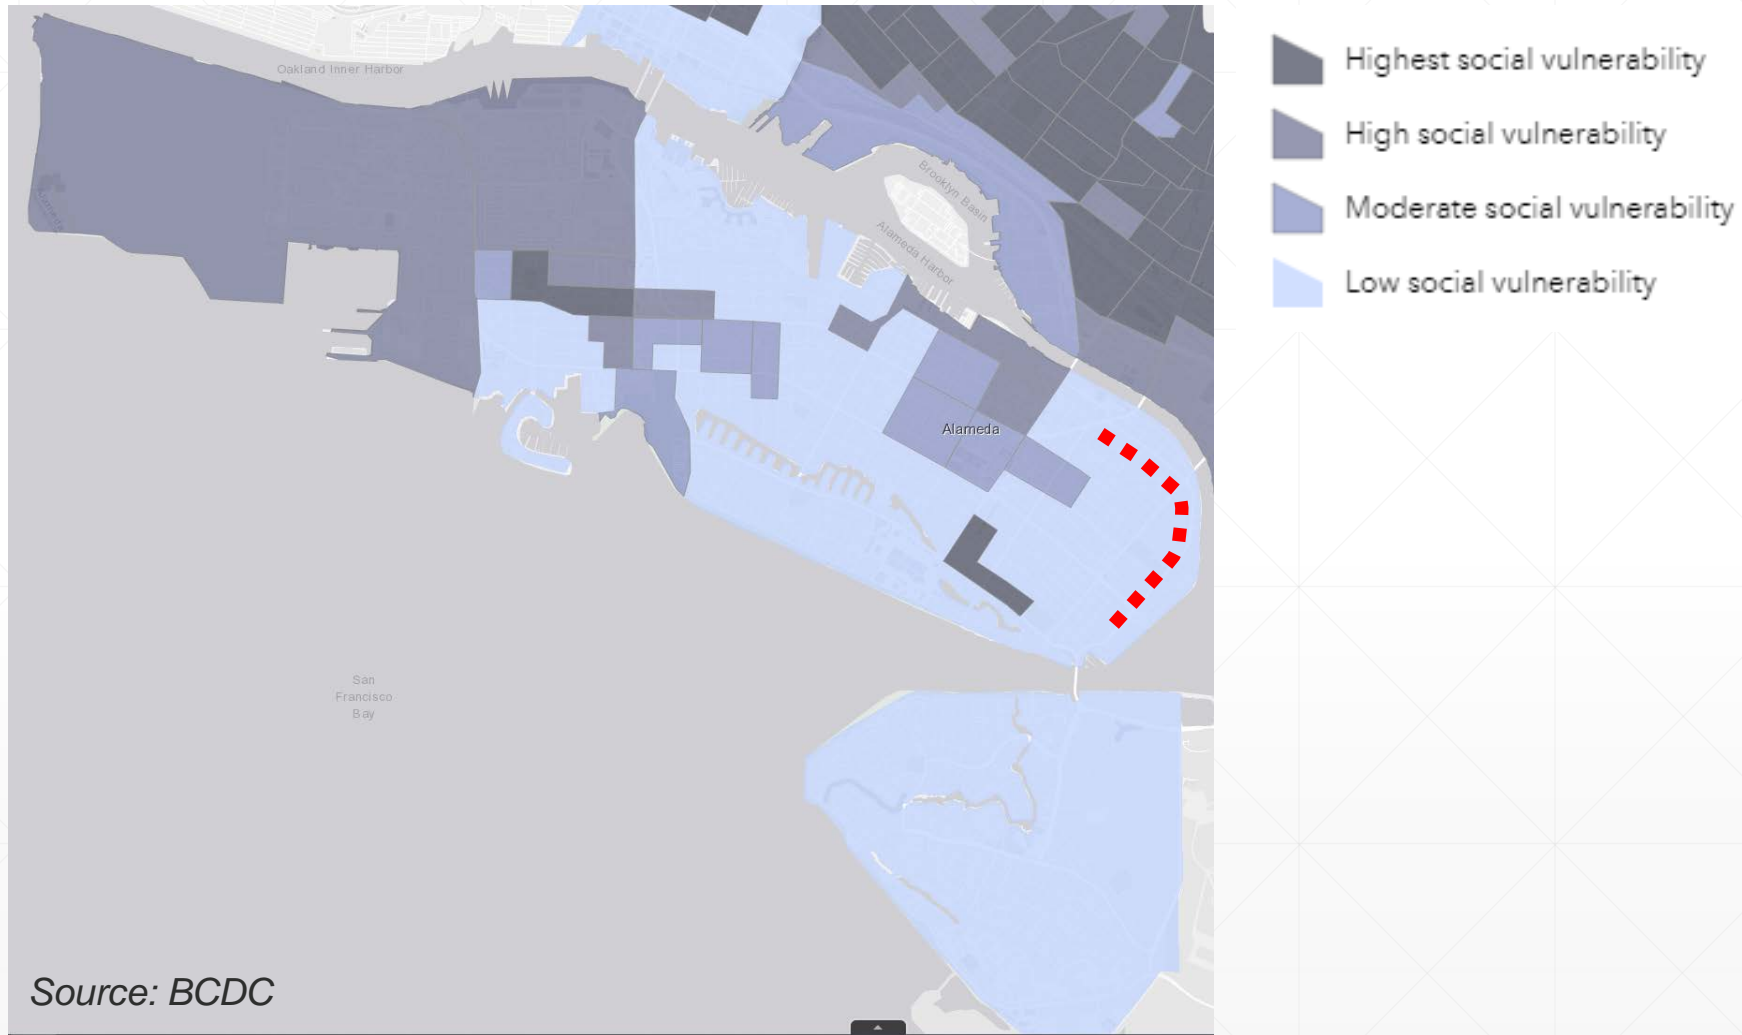 Oakland Inner Harbor
Brooklyn Basin
Alameda Harbor
Alameda
Alameda
San
Francisco
Bay
Source: BCDC
Highest social vulnerability
High social vulnerability
Moderate social vulnerability
Low social vulnerability